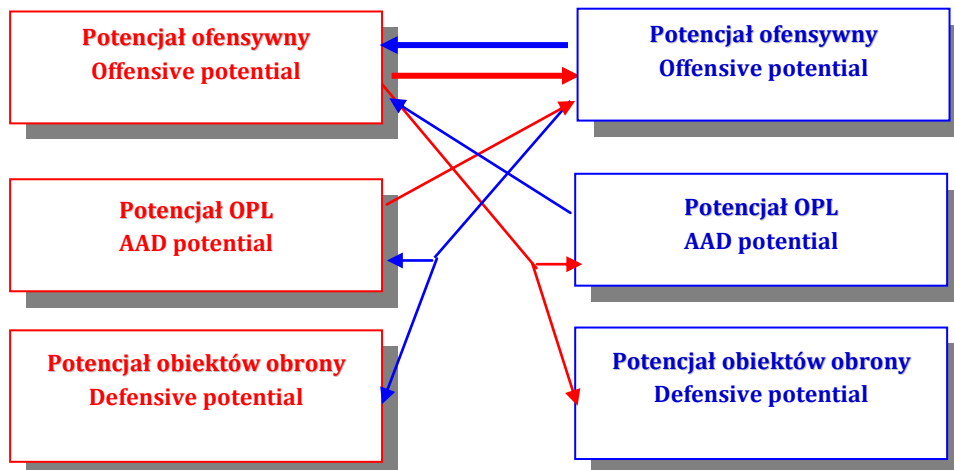 Potencjał ofensywny
Offensive potential
Potencjał ofensywny
Offensive potential
Potencjał OPL
AAD potential
Potencjał OPL
AAD potential
Potencjał obiektów obrony
Defensive potential
Potencjał obiektów obrony
Defensive potential